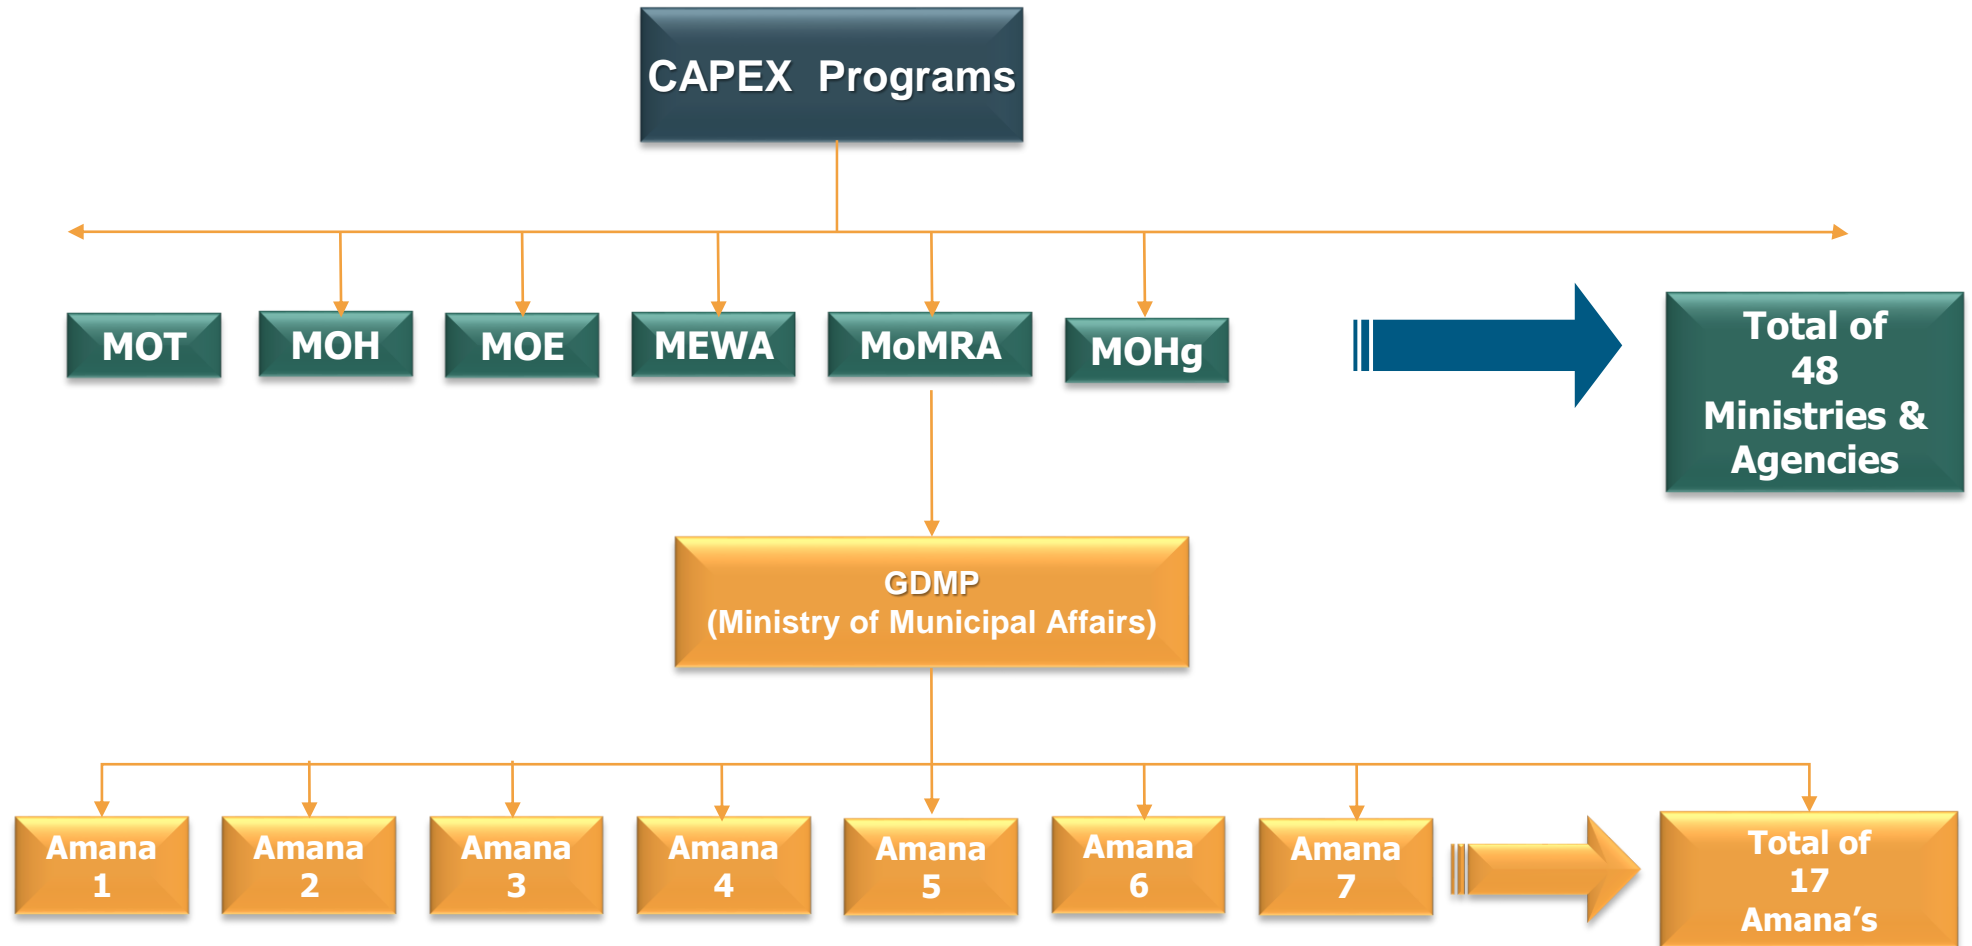 CAPEX Programs
MOT
MOH
MOE
MEWA
MoMRA
MOHg
Total of
48
Ministries &
Agencies
GDMP
(Ministry of Municipal Affairs)
Amana
1
Amana
2
Amana
3
Amana
4
Amana
5
Amana
6
Amana
7
Total of
17
Amana’s